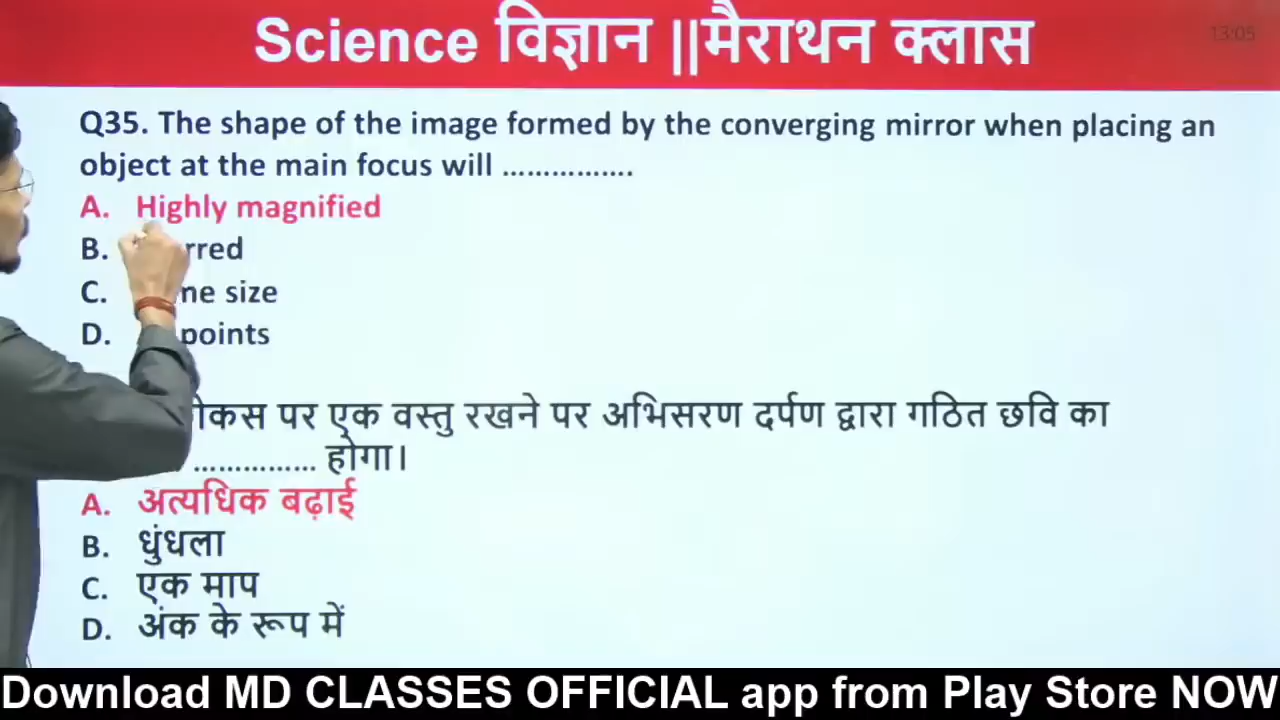 Science विज्ञान ||मैराथन क्लास
13:05
Q35. The shape of the image formed by the converging mirror when placing an
object at the main focus will …………….
A. Highly magnified
B. rred
C. ne size
D. points
कस पर एक वस्तु रखने पर अभिसरण दर्पण द्वारा गठित छवि का
…………… होगा।
A. अत्यधिक बढ़ाई
B. धुंधला
C. एक माप
D. अंक के रूप में
Download MD CLASSES OFFICIAL app from Play Store NOW